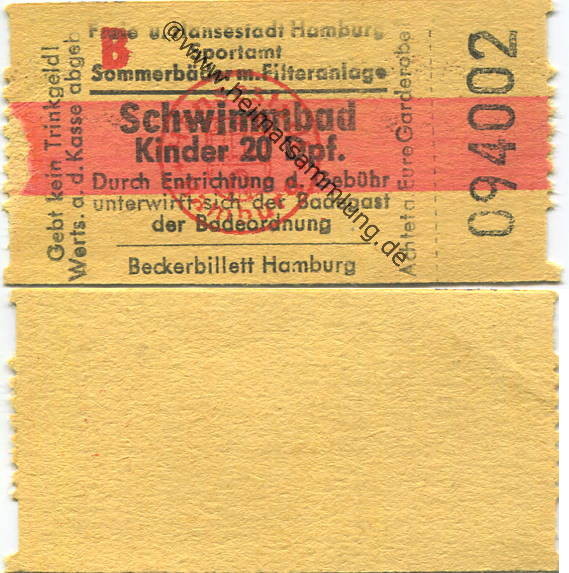 B
Freie u. Hansestadt Hamburg
Sportamt
Sommerbäder m. Filteranlage
Schwimmbad
Kinder 20 Rpf.
Durch Entrichtung d. Gebühr
unterwirft sich der Badegast
der Badeordnung
Beckerbillett Hamburg
Gebt kein Trinkgeld!
Werts. a. d. Kasse abgeb
Achtet a. Eure Garderobe!
094002
@www.heimatsammlung.de